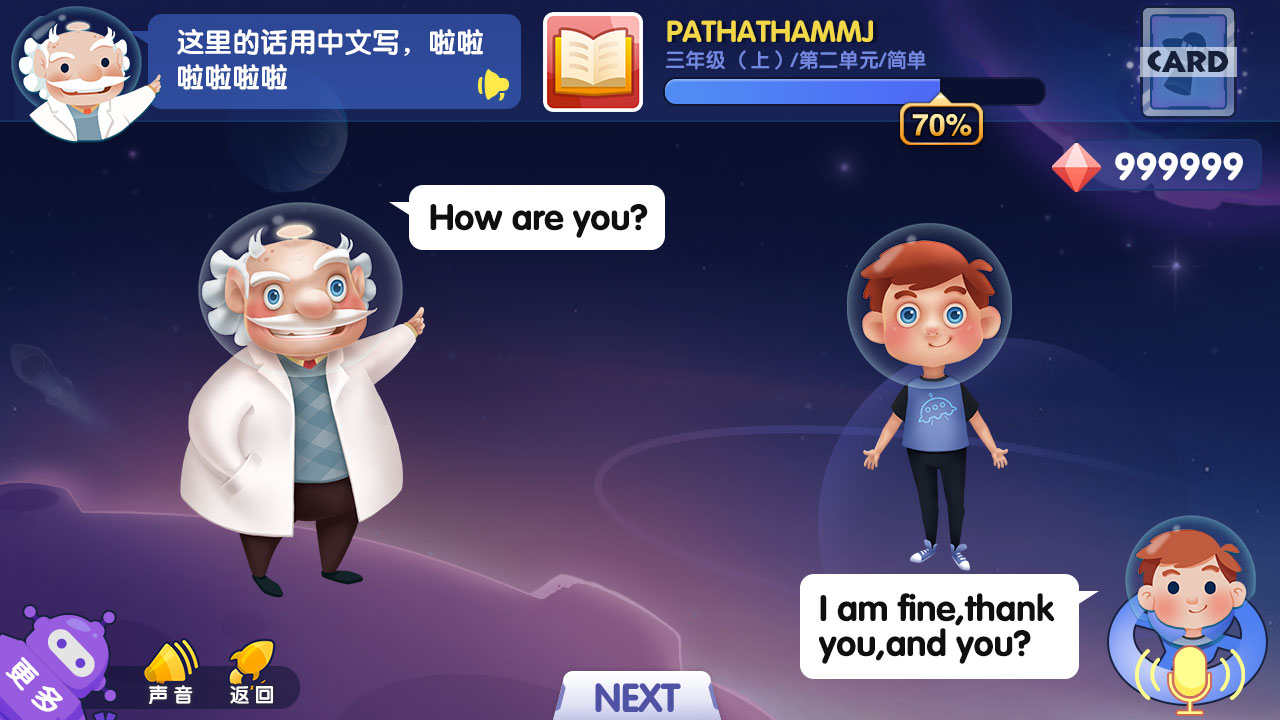 这里的话用中文写，啦啦
啦啦啦啦
PATHATHAMMJ
三年级（上）/第二单元/简单
70%
CARD
999999
How are you?
I am fine,thank
you,and you?
更多
声音
返回
NEXT